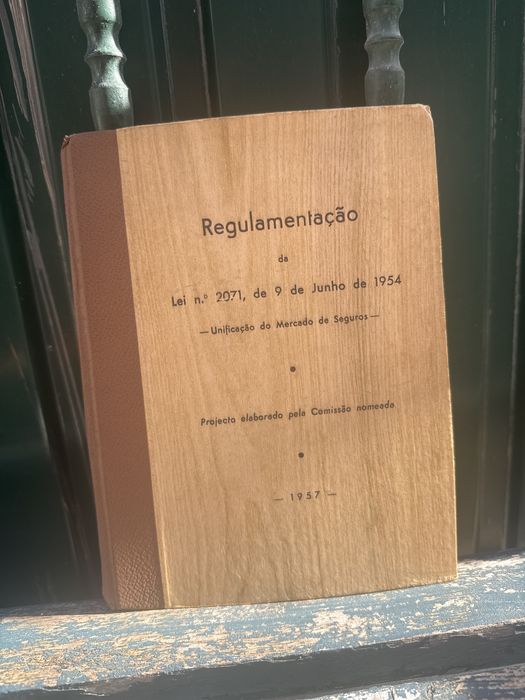 Regulamentação
da
Lei n.º 2071, de 9 de Junho de 1954
— Unificação do Mercado de Seguros —
•
Projecto elaborado pela Comissão nomeada
•
— 1957 —